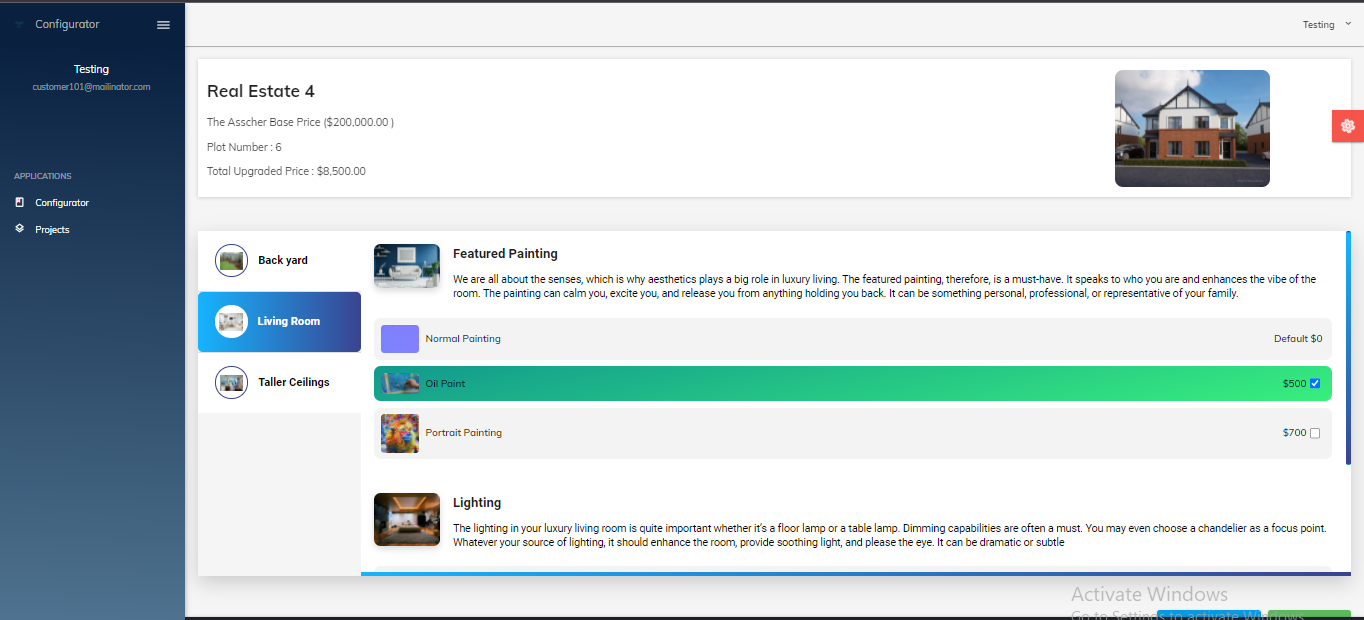 Configurator
Testing
Testing
customer101@mailinator.com
Real Estate 4
The Asscher Base Price ($200,000.00 )
Plot Number : 6
Total Upgraded Price : $8,500.00
APPLICATIONS
Configurator
Projects
Back yard
Living Room
Taller Ceilings
Featured Painting
We are all about the senses, which is why aesthetics plays a big role in luxury living. The featured painting, therefore, is a must-have. It speaks to who you are and enhances the vibe of the
room. The painting can calm you, excite you, and release you from anything holding you back. It can be something personal, professional, or representative of your family.
Normal Painting
Default $0
Oil Paint
$500
Portrait Painting
$700
Lighting
The lighting in your luxury living room is quite important whether it's a floor lamp or a table lamp. Dimming capabilities are often a must. You may even choose a chandelier as a focus point.
Whatever your source of lighting, it should enhance the room, provide soothing light, and please the eye. It can be dramatic or subtle
Activate Windows
Go to Settings to activate Windows.